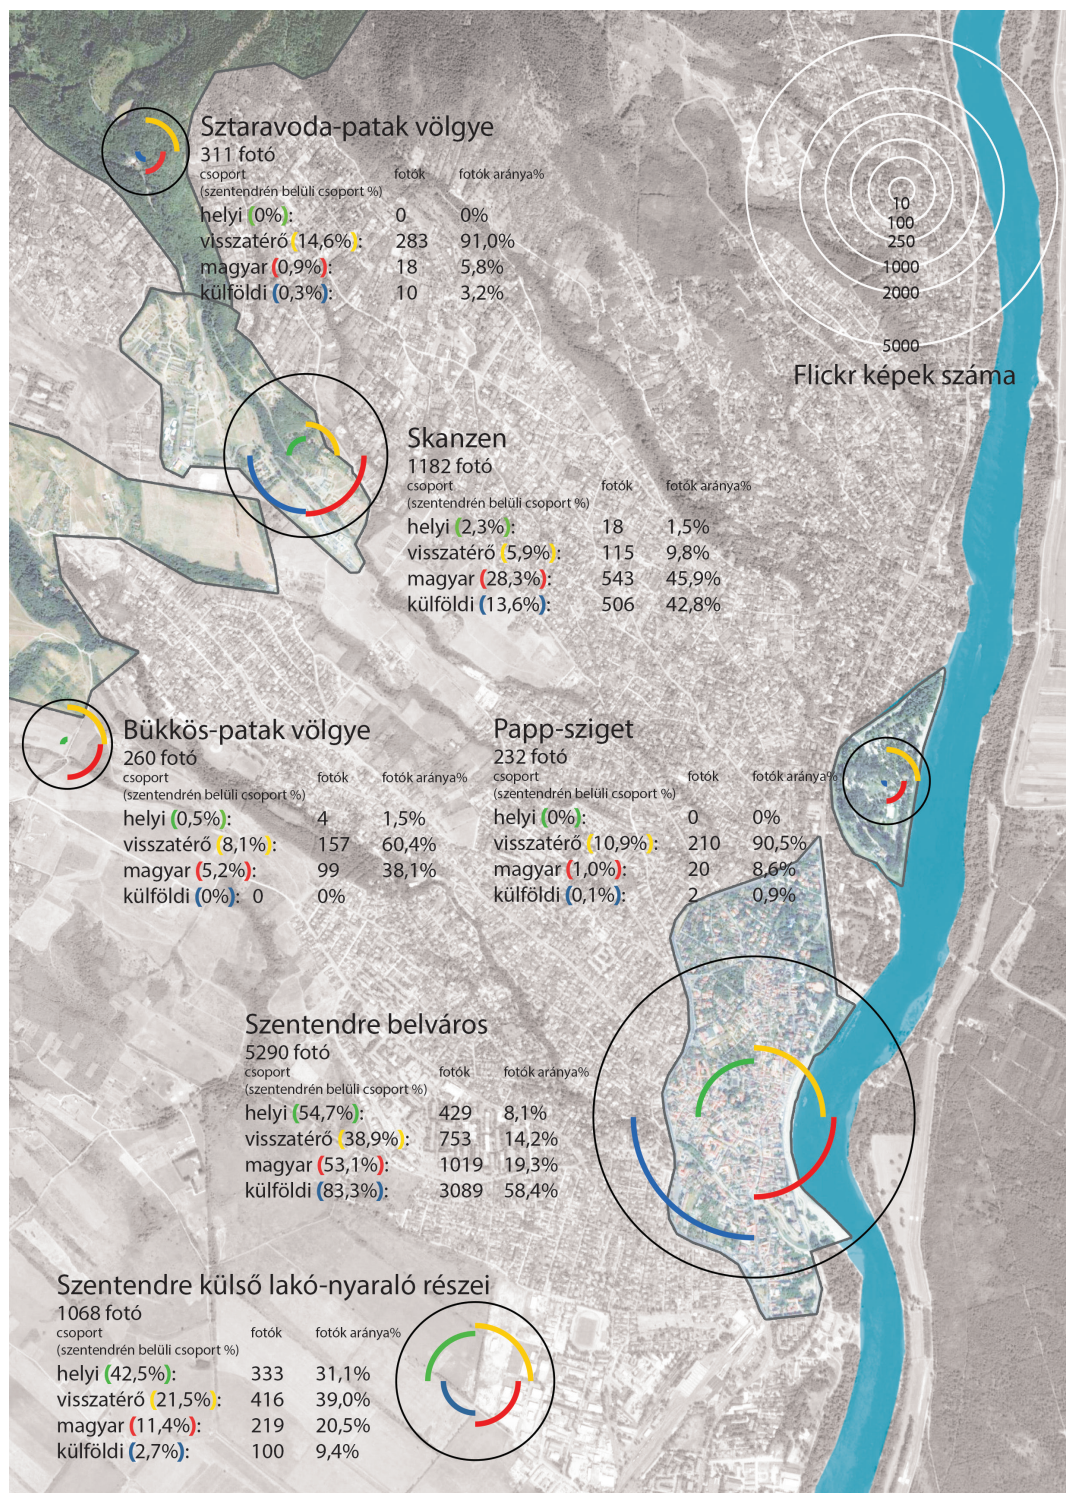 Sztaravoda-patak völgye
311 fotó
csoport fotók fotók aránya%
(szentendrén belüli csoport %)
helyi (0%): 0 0%
visszatérő (14,6%): 283 91,0%
magyar (0,9%): 18 5,8%
külföldi (0,3%): 10 3,2%
10
100
250
1000
2000
5000
Flickr képek száma
Skanzen
1182 fotó
csoport fotók fotók aránya%
(szentendrén belüli csoport %)
helyi (2,3%): 18 1,5%
visszatérő (5,9%): 115 9,8%
magyar (28,3%): 543 45,9%
külföldi (13,6%): 506 42,8%
Bükkös-patak völgye
260 fotó
csoport fotók fotók aránya%
(szentendrén belüli csoport %)
helyi (0,5%): 4 1,5%
visszatérő (8,1%): 157 60,4%
magyar (5,2%): 99 38,1%
külföldi (0%): 0 0%
Papp-sziget
232 fotó
csoport fotók fotók aránya%
(szentendrén belüli csoport %)
helyi (0%): 0 0%
visszatérő (10,9%): 210 90,5%
magyar (1,0%): 20 8,6%
külföldi (0,1%): 2 0,9%
Szentendre belváros
5290 fotó
csoport fotók fotók aránya%
(szentendrén belüli csoport %)
helyi (54,7%): 429 8,1%
visszatérő (38,9%): 753 14,2%
magyar (53,1%): 1019 19,3%
külföldi (83,3%): 3089 58,4%
Szentendre külső lakó-nyaraló részei
1068 fotó
csoport fotók fotók aránya%
(szentendrén belüli csoport %)
helyi (42,5%): 333 31,1%
visszatérő (21,5%): 416 39,0%
magyar (11,4%): 219 20,5%
külföldi (2,7%): 100 9,4%